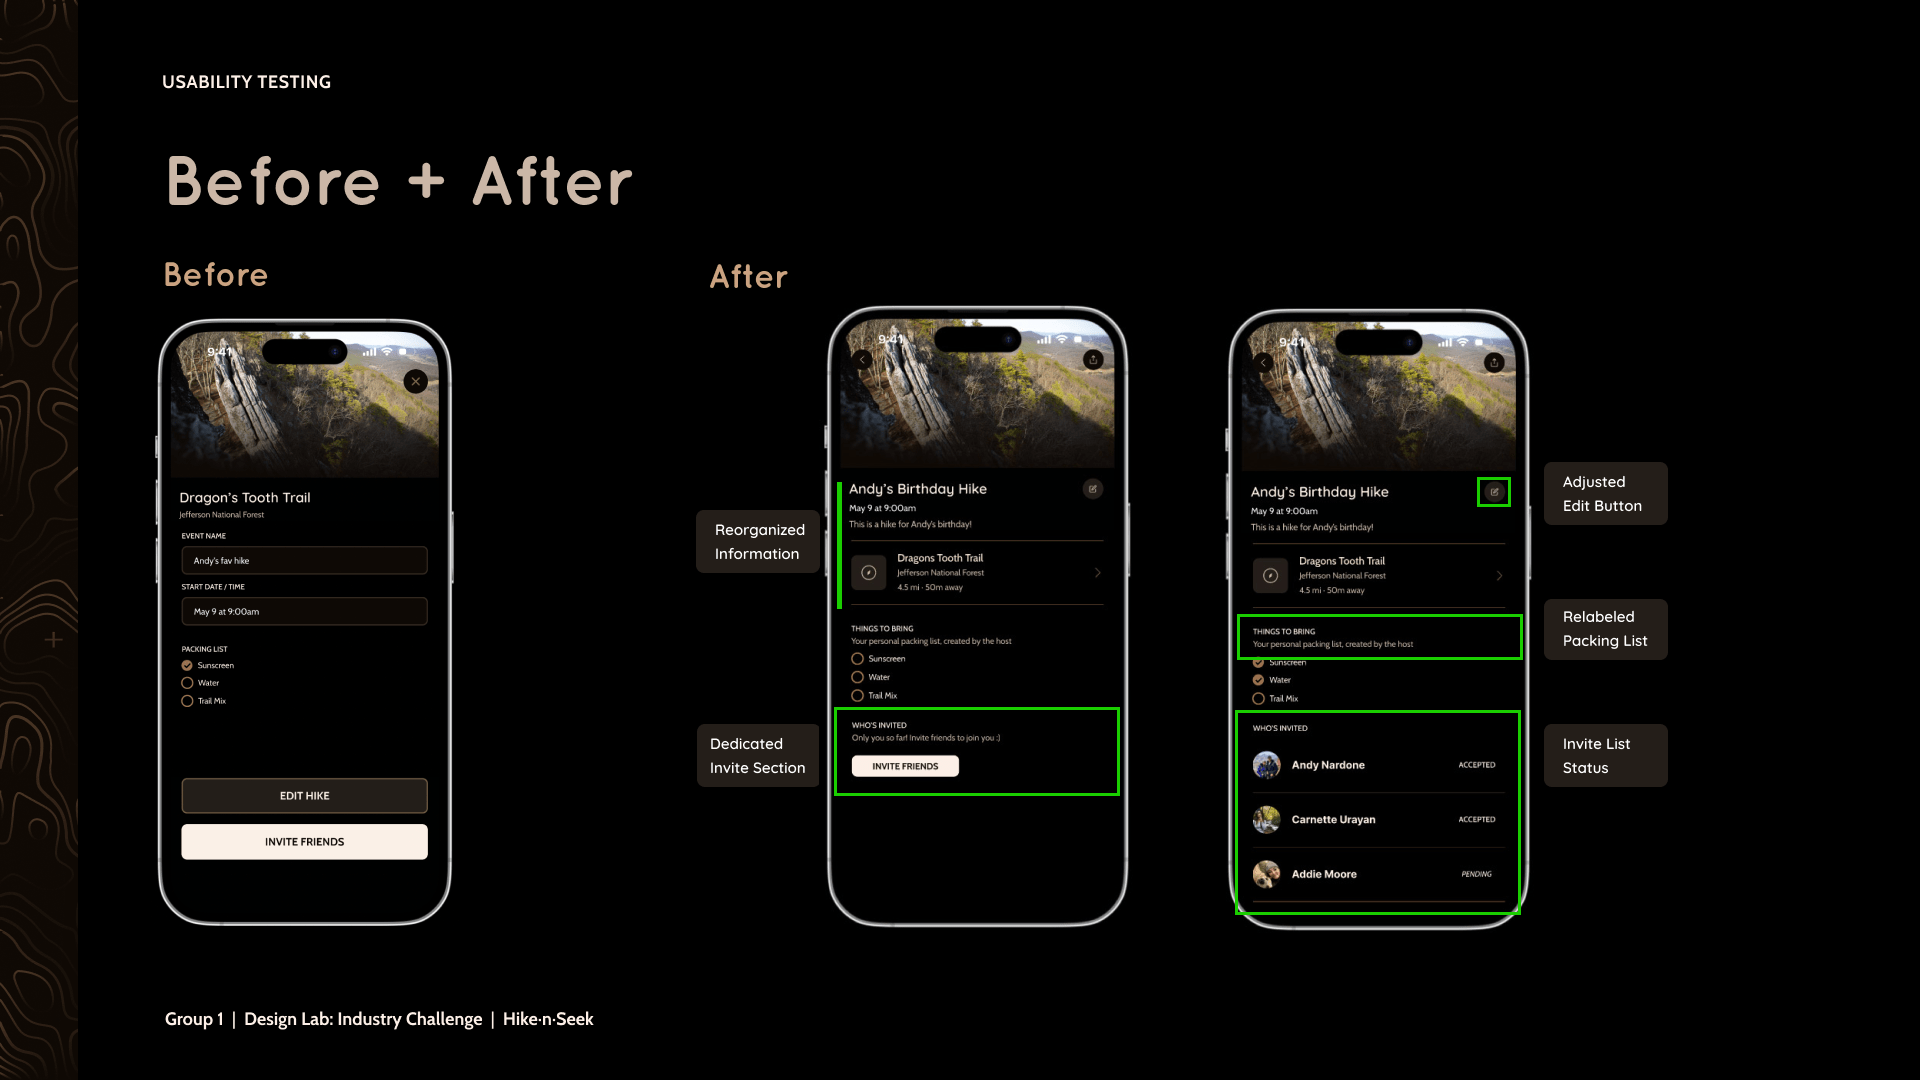 USABILITY TESTING
Before + After
Before
9:41
Dragon's Tooth Trail
Jefferson National Forest
EVENT NAME
Andy's fav hike
START DATE / TIME
May 9 at 9:00am
PACKING LIST
Sunscreen
Water
Trail Mix
EDIT HIKE
INVITE FRIENDS
After
Reorganized
Information
Dedicated
Invite Section
9:41
Andy's Birthday Hike
May 9 at 9:00am
This is a hike for Andy's birthday!
Dragons Tooth Trail
Jefferson National Forest
4.5 mi · 50m away
THINGS TO BRING
Your personal packing list, created by the host
Sunscreen
Water
Trail Mix
WHO'S INVITED
Only you so far! Invite friends to join you :)
INVITE FRIENDS
9:41
Andy's Birthday Hike
May 9 at 9:00am
This is a hike for Andy's birthday!
Dragons Tooth Trail
Jefferson National Forest
4.5 mi · 50m away
THINGS TO BRING
Your personal packing list, created by the host
Sunscreen
Water
Trail Mix
WHO'S INVITED
Andy Nardone ACCEPTED
Carnette Urayan ACCEPTED
Addie Moore PENDING
Adjusted
Edit Button
Relabeled
Packing List
Invite List
Status
Group 1 | Design Lab: Industry Challenge | Hike·n·Seek